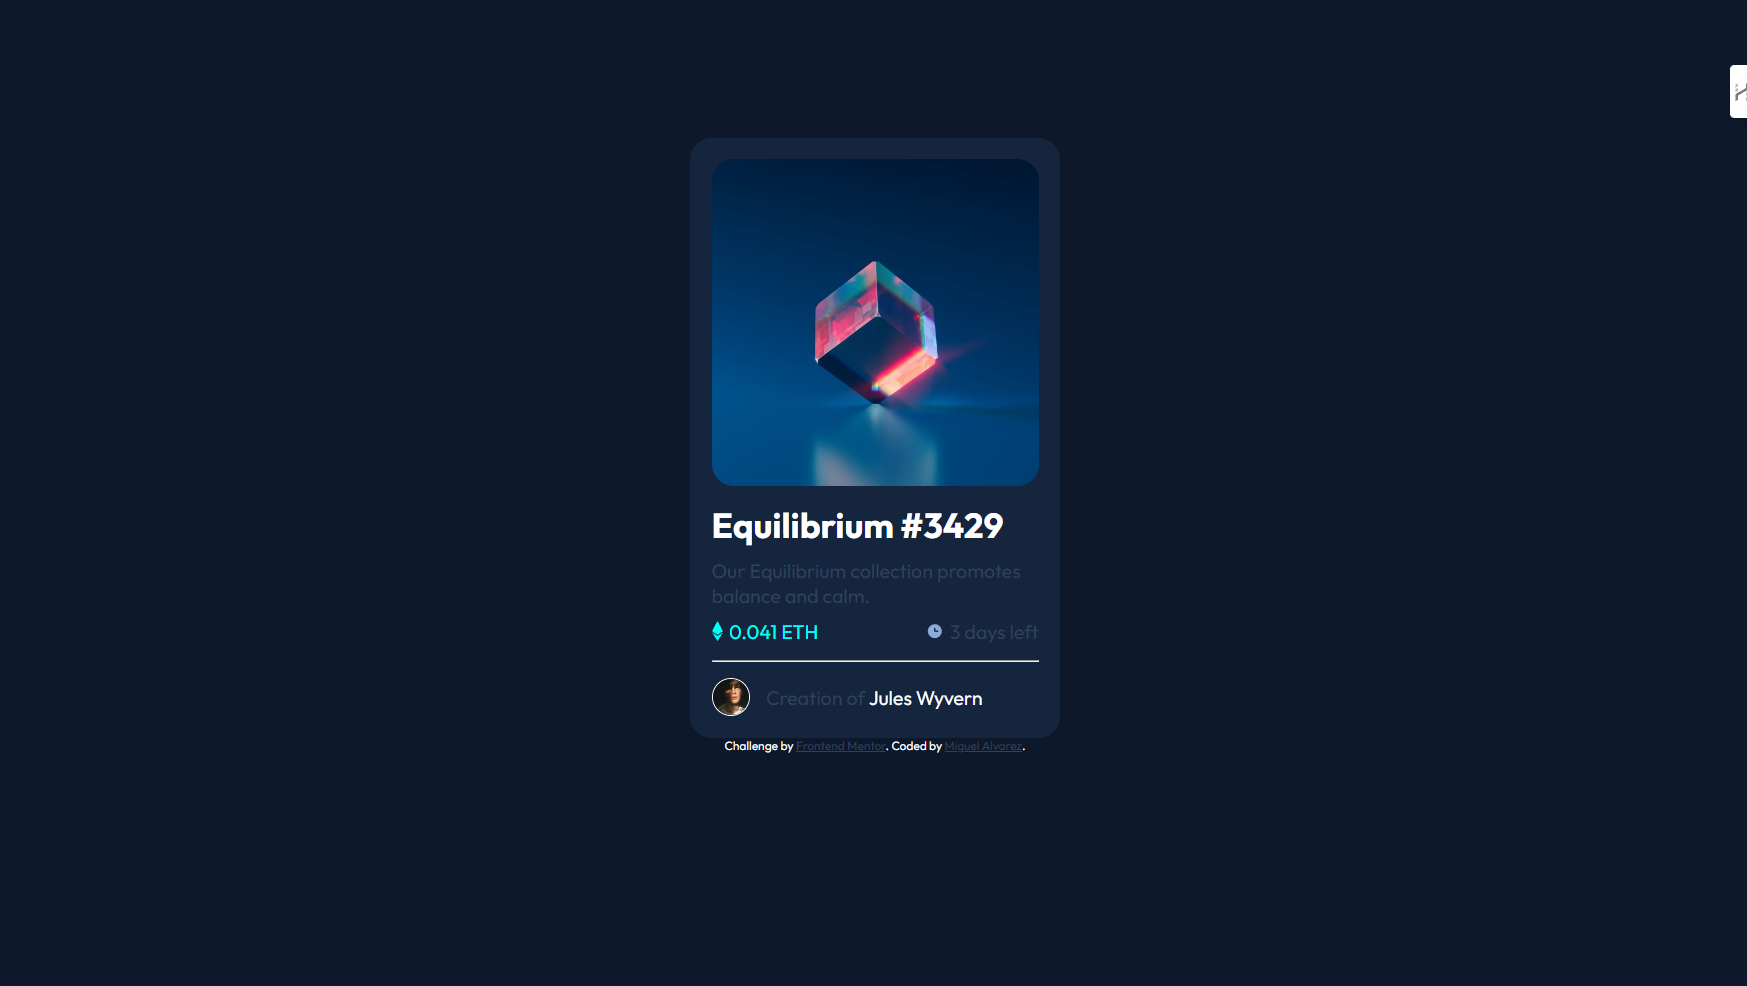 Equilibrium #3429
Our Equilibrium collection promotes
balance and calm.
0.041 ETH
3 days left
Creation of Jules Wyvern
Challenge by Frontend Mentor. Coded by Miguel Alvarez.